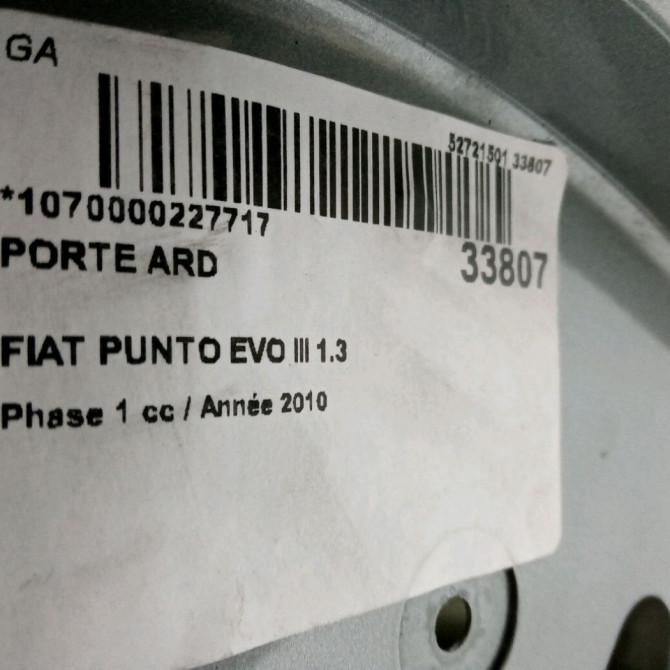 GA
52721501 33807
*1070000227717
PORTE ARD
33807
FIAT PUNTO EVO III 1.3
Phase 1 cc / Année 2010